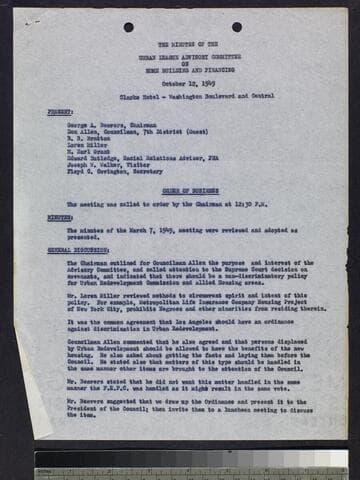 THE MINUTES OF THE
URBAN LEAGUE ADVISORY COMMITTEE
ON
HOME BUILDING AND FINANCING
October 12, 1949
Clarks Hotel - Washington Boulevard and Central
PRESENT:
George A. Beavers, Chairman
Don Allen, Councilman, 7th District (Guest)
R. B. Bratton
Loren Miller
H. Earl Grant
Edward Rutledge, Racial Relations Advisor, FHA
Joseph W. Walker, Visitor
Floyd C. Covington, Secretary
ORDER OF BUSINESS
The meeting was called to order by the Chairman at 12:30 P.M.
MINUTES:
The minutes of the March 7, 1949, meeting were reviewed and adopted as
presented.
GENERAL DISCUSSION:
The Chairman outlined for Councilman Allen the purpose and interest of the
Advisory Committee, and called attention to the Supreme Court decision on
covenants, and indicated that there should be a non-discriminatory policy
for Urban Redevelopment Commission and allied Housing areas.
Mr. Loren Miller reviewed methods to circumvent spirit and intent of this
policy. For example, Metropolitan Life Insurance Company Housing Project
of New York City, prohibits Negroes and other minorities from residing therein.
It was the common agreement that Los Angeles should have an ordinance
against discrimination in Urban Redevelopment.
Councilman Allen commented that he also agreed and that persons displaced
by Urban Redevelopment should be allowed to have the benefits of the new
housing. He also asked about getting the facts and laying them before the
Council. He stated also that matters of this type should be handled in
the same manner other items are brought to the attention of the Council.
Mr. Beavers stated that he did not want this matter handled in the same
manner the F.E.P.C. was handled as it might result in the same vote.
Mr. Beavers suggested that we draw up the Ordinance and present it to the
President of the Council; then invite them to a luncheon meeting to discuss
the item.